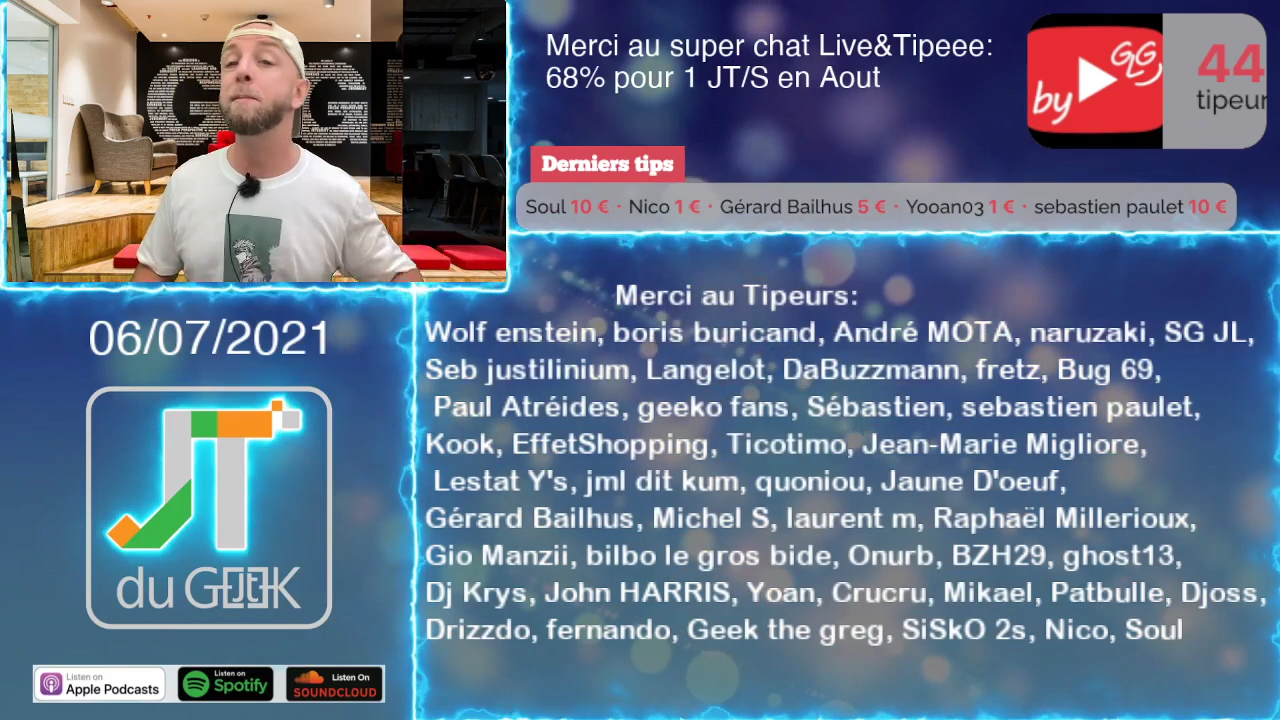 Merci au super chat Live&Tipeee:
68% pour 1 JT/S en Aout
by
GLG
44
tipeur
Derniers tips
Soul 10 € · Nico 1 € · Gérard Bailhus 5 € · Yooan03 1 € · sebastien paulet 10 €
Merci au Tipeurs:
Wolf enstein, boris buricand, André MOTA, naruzaki, SG JL,
Seb justilinium, Langelot, DaBuzzmann, fretz, Bug 69,
Paul Atréides, geeko fans, Sébastien, sebastien paulet,
Kook, EffetShopping, Ticotimo, Jean-Marie Migliore,
Lestat Y's, jml dit kum, quoniou, Jaune D'oeuf,
Gérard Bailhus, Michel S, laurent m, Raphaël Millerioux,
Gio Manzii, bilbo le gros bide, Onurb, BZH29, ghost13,
Dj Krys, John HARRIS, Yoan, Crucru, Mikael, Patbulle, Djoss,
Drizzdo, fernando, Geek the greg, SiSkO 2s, Nico, Soul
06/07/2021
JT
du GEEK
Listen on
Apple Podcasts
Listen on
Spotify
Listen On
SOUNDCLOUD